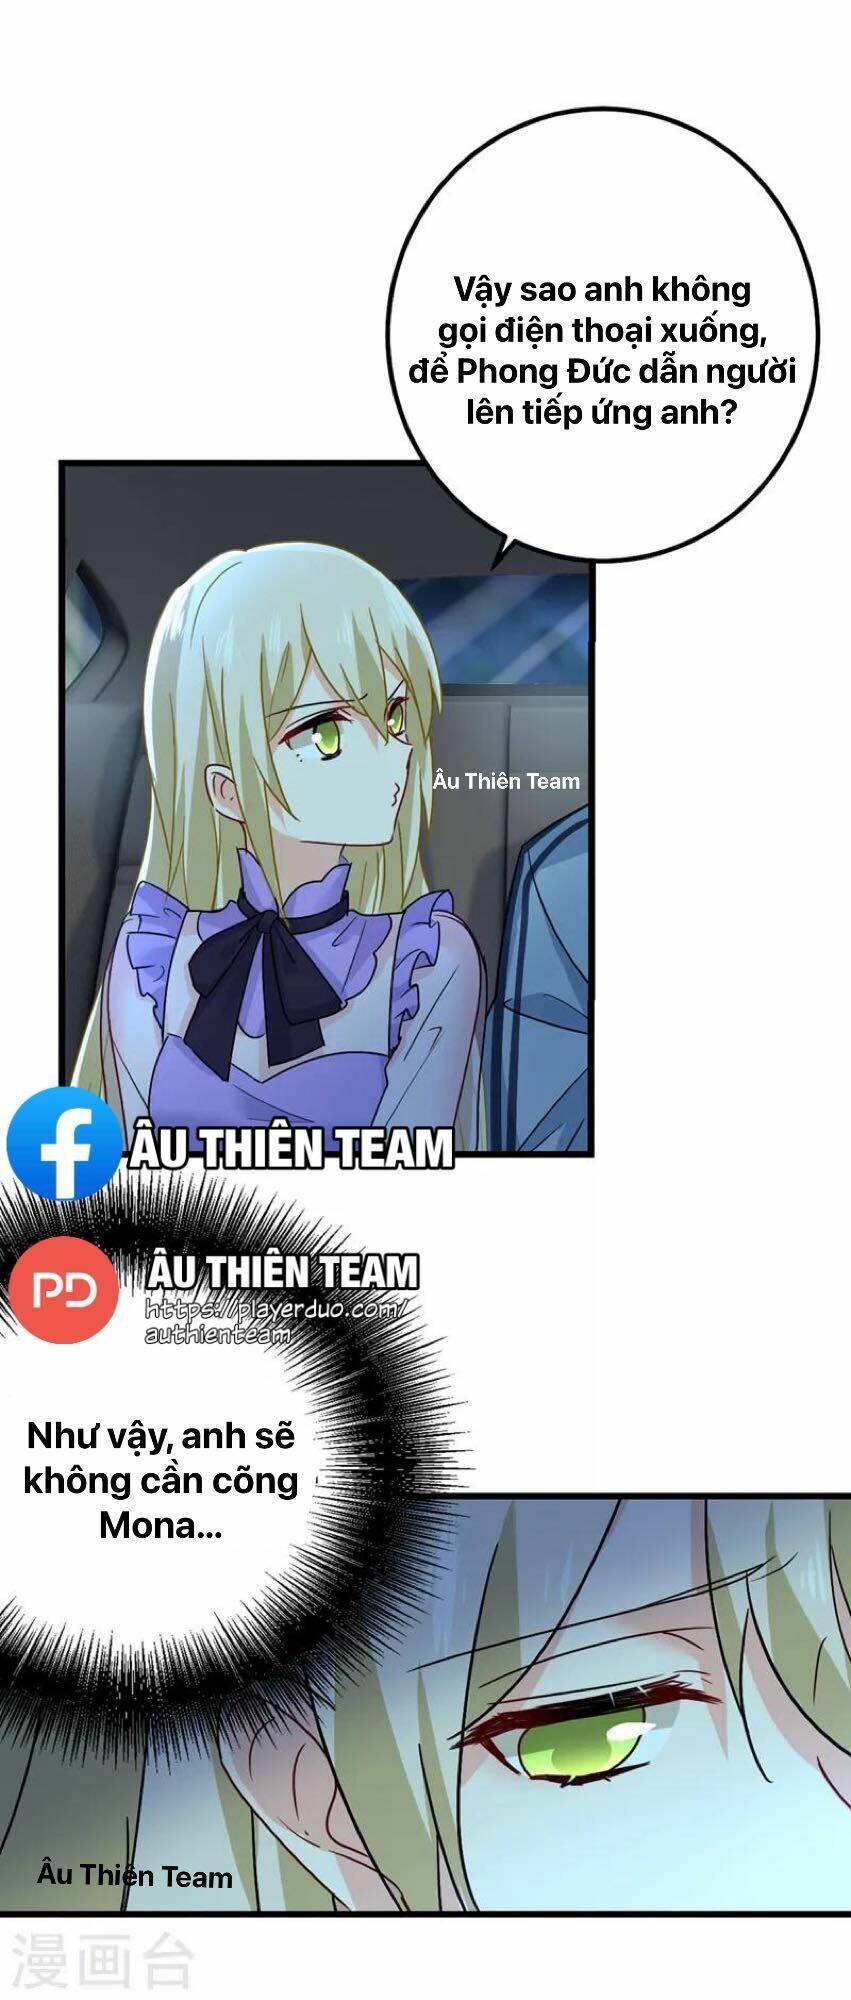 Vậy sao anh không
gọi điện thoại xuống,
để Phong Đức dẫn người
lên tiếp ứng anh?
Âu Thiên Team
f ÂU THIÊN TEAM
PD ÂU THIÊN TEAM
https://playerduo.com/
authienteam
Như vậy, anh sẽ
không cần cõng
Mona...
Âu Thiên Team
漫画台